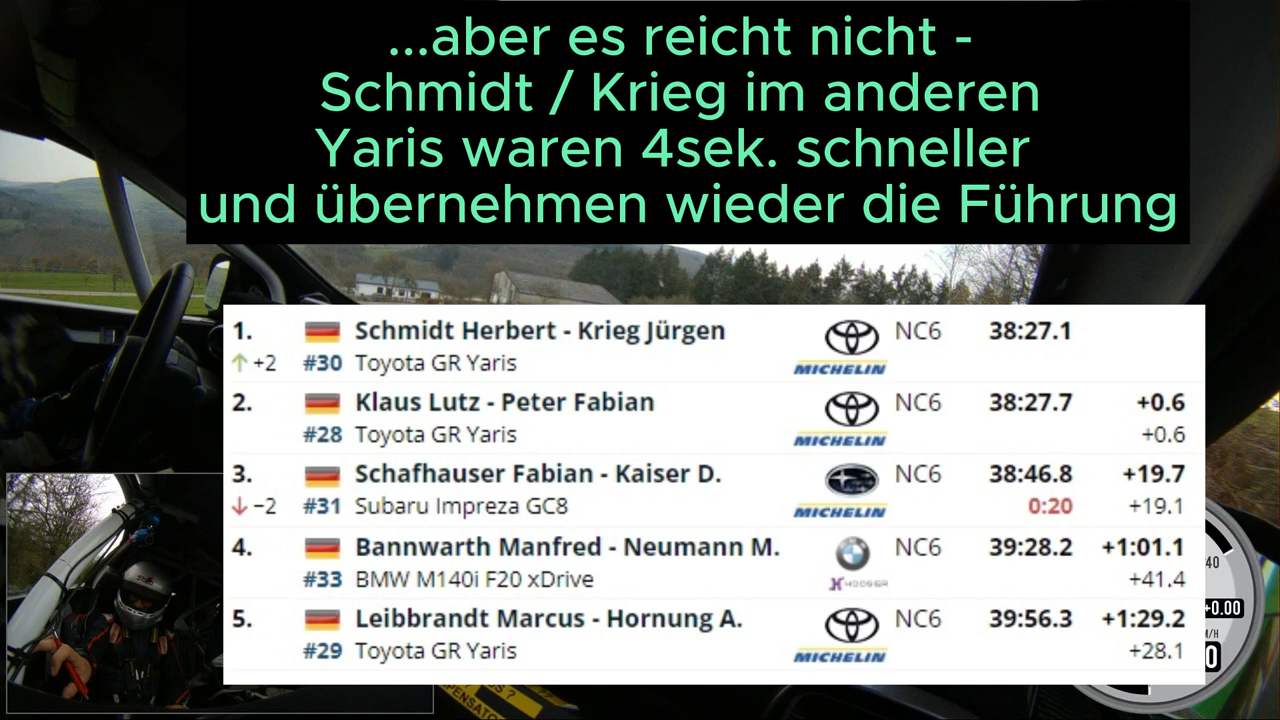 ...aber es reicht nicht -
Schmidt / Krieg im anderen
Yaris waren 4sek. schneller
und übernehmen wieder die Führung
1. Schmidt Herbert - Krieg Jürgen NC6 38:27.1
↑ +2 #30 Toyota GR Yaris MICHELIN
2. Klaus Lutz - Peter Fabian NC6 38:27.7 +0.6
#28 Toyota GR Yaris MICHELIN +0.6
3. Schafhauser Fabian - Kaiser D. NC6 38:46.8 +19.7
↓ −2 #31 Subaru Impreza GC8 MICHELIN 0:20 +19.1
4. Bannwarth Manfred - Neumann M. NC6 39:28.2 +1:01.1
#33 BMW M140i F20 xDrive HOOSIER +41.4
5. Leibbrandt Marcus - Hornung A. NC6 39:56.3 +1:29.2
#29 Toyota GR Yaris MICHELIN +28.1
+0.00